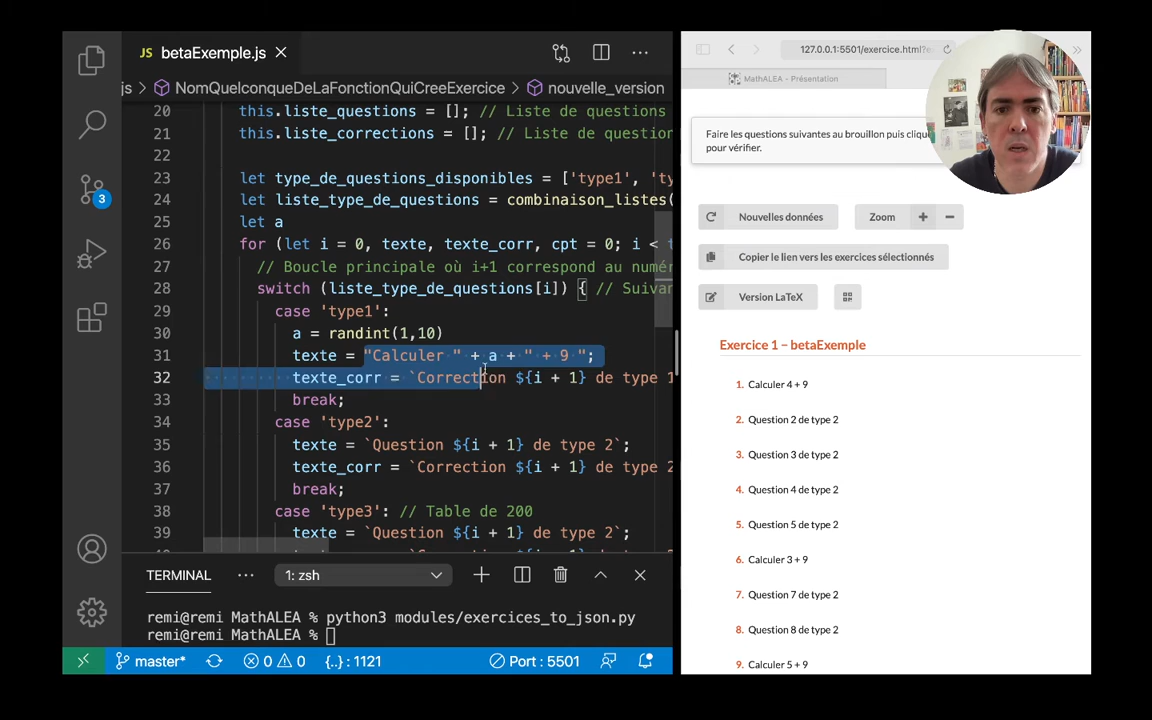 JS betaExemple.js
127.0.0.1:5501/exercice.html?e
MathALEA - Présentation
js
NomQuelconqueDeLaFonctionQuiCreeExercice
nouvelle_version
20 this.liste_questions = []; // Liste de questions
21 this.liste_corrections = []; // Liste de question
22
23 let type_de_questions_disponibles = ['type1', 'ty
24 let liste_type_de_questions = combinaison_listes(
25 let a
26 for (let i = 0, texte, texte_corr, cpt = 0; i < t
27 // Boucle principale où i+1 correspond au numér
28 switch (liste_type_de_questions[i]) { // Suivan
29 case 'type1':
30 a = randint(1,10)
31 texte = "Calculer " + a + " + 9 ";
32 texte_corr = `Correction ${i + 1} de type 1
33 break;
34 case 'type2':
35 texte = `Question ${i + 1} de type 2`;
36 texte_corr = `Correction ${i + 1} de type 2
37 break;
38 case 'type3': // Table de 200
39 texte = `Question ${i + 1} de type 2`;
TERMINAL
1: zsh
remi@remi MathALEA % python3 modules/exercices_to_json.py
remi@remi MathALEA %
3
master*
0
0
{..} : 1121
Port : 5501
Faire les questions suivantes au brouillon puis clique
pour vérifier.
Nouvelles données
Zoom
Copier le lien vers les exercices sélectionnés
Version LaTeX
Exercice 1 − betaExemple
1. Calculer 4 + 9
2. Question 2 de type 2
3. Question 3 de type 2
4. Question 4 de type 2
5. Question 5 de type 2
6. Calculer 3 + 9
7. Question 7 de type 2
8. Question 8 de type 2
9. Calculer 5 + 9